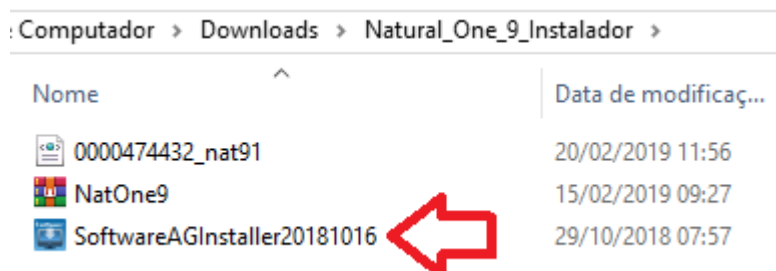 : Computador > Downloads > Natural_One_9_Instalador >
Nome Data de modificaç...
0000474432_nat91 20/02/2019 11:56
NatOne9 15/02/2019 09:27
SoftwareAGInstaller20181016 29/10/2018 07:57